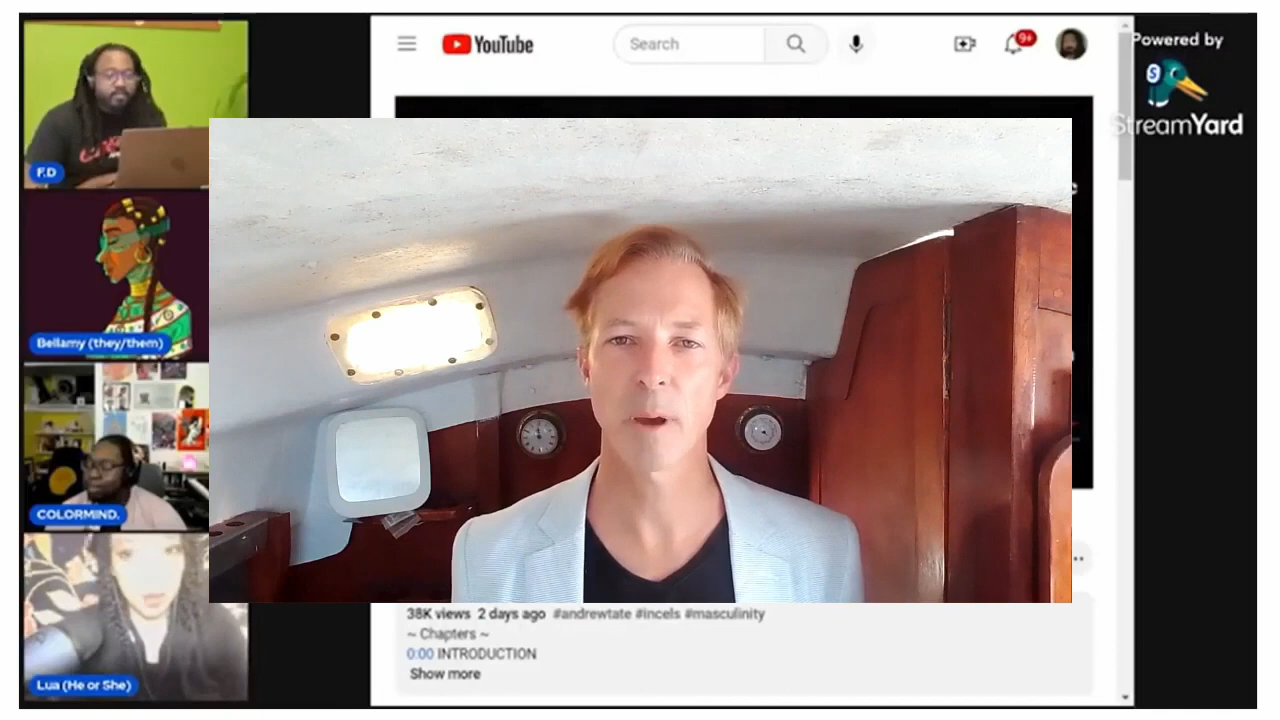 YouTube
Search
9+
Powered by
StreamYard
F.D
Bellamy (they/them)
COLORMIND.
Lua (He or She)
38K views 2 days ago #andrewtate #incels #masculinity
~ Chapters ~
0:00 INTRODUCTION
Show more